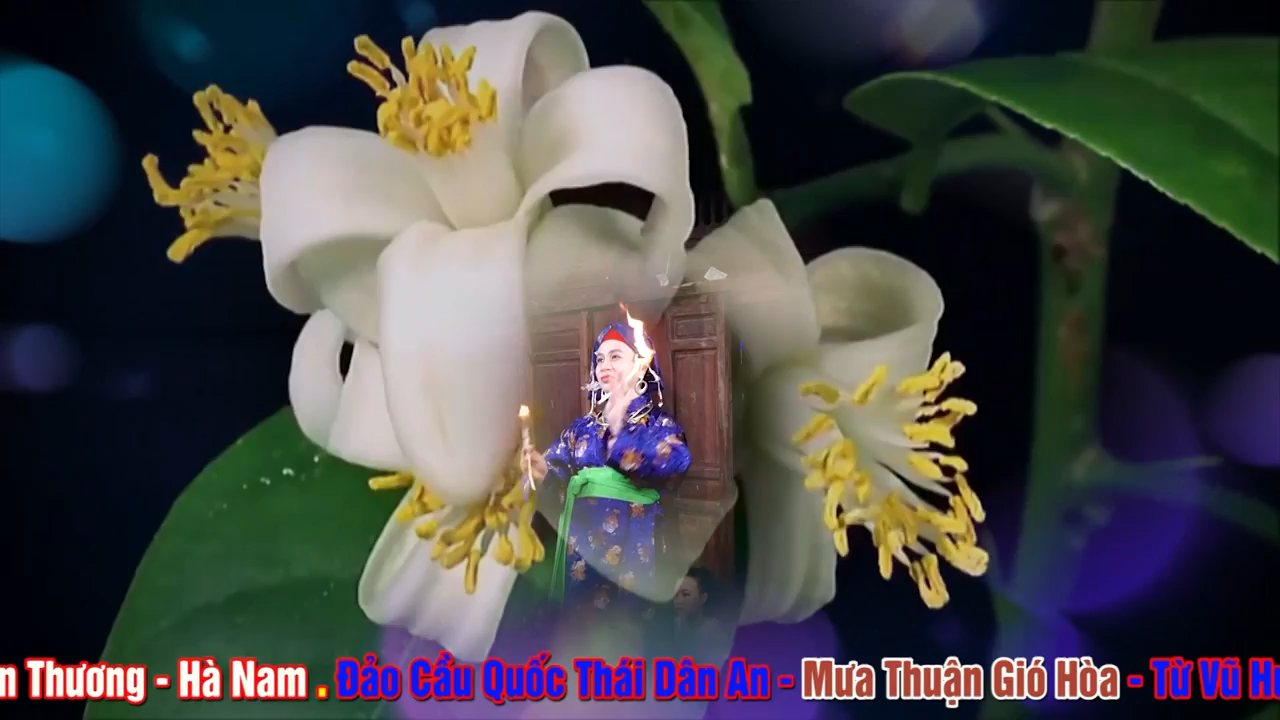 Thương - Hà Nam . Đảo Cầu Quốc Thái Dân An - Mưa Thuận Gió Hòa - Từ Vũ